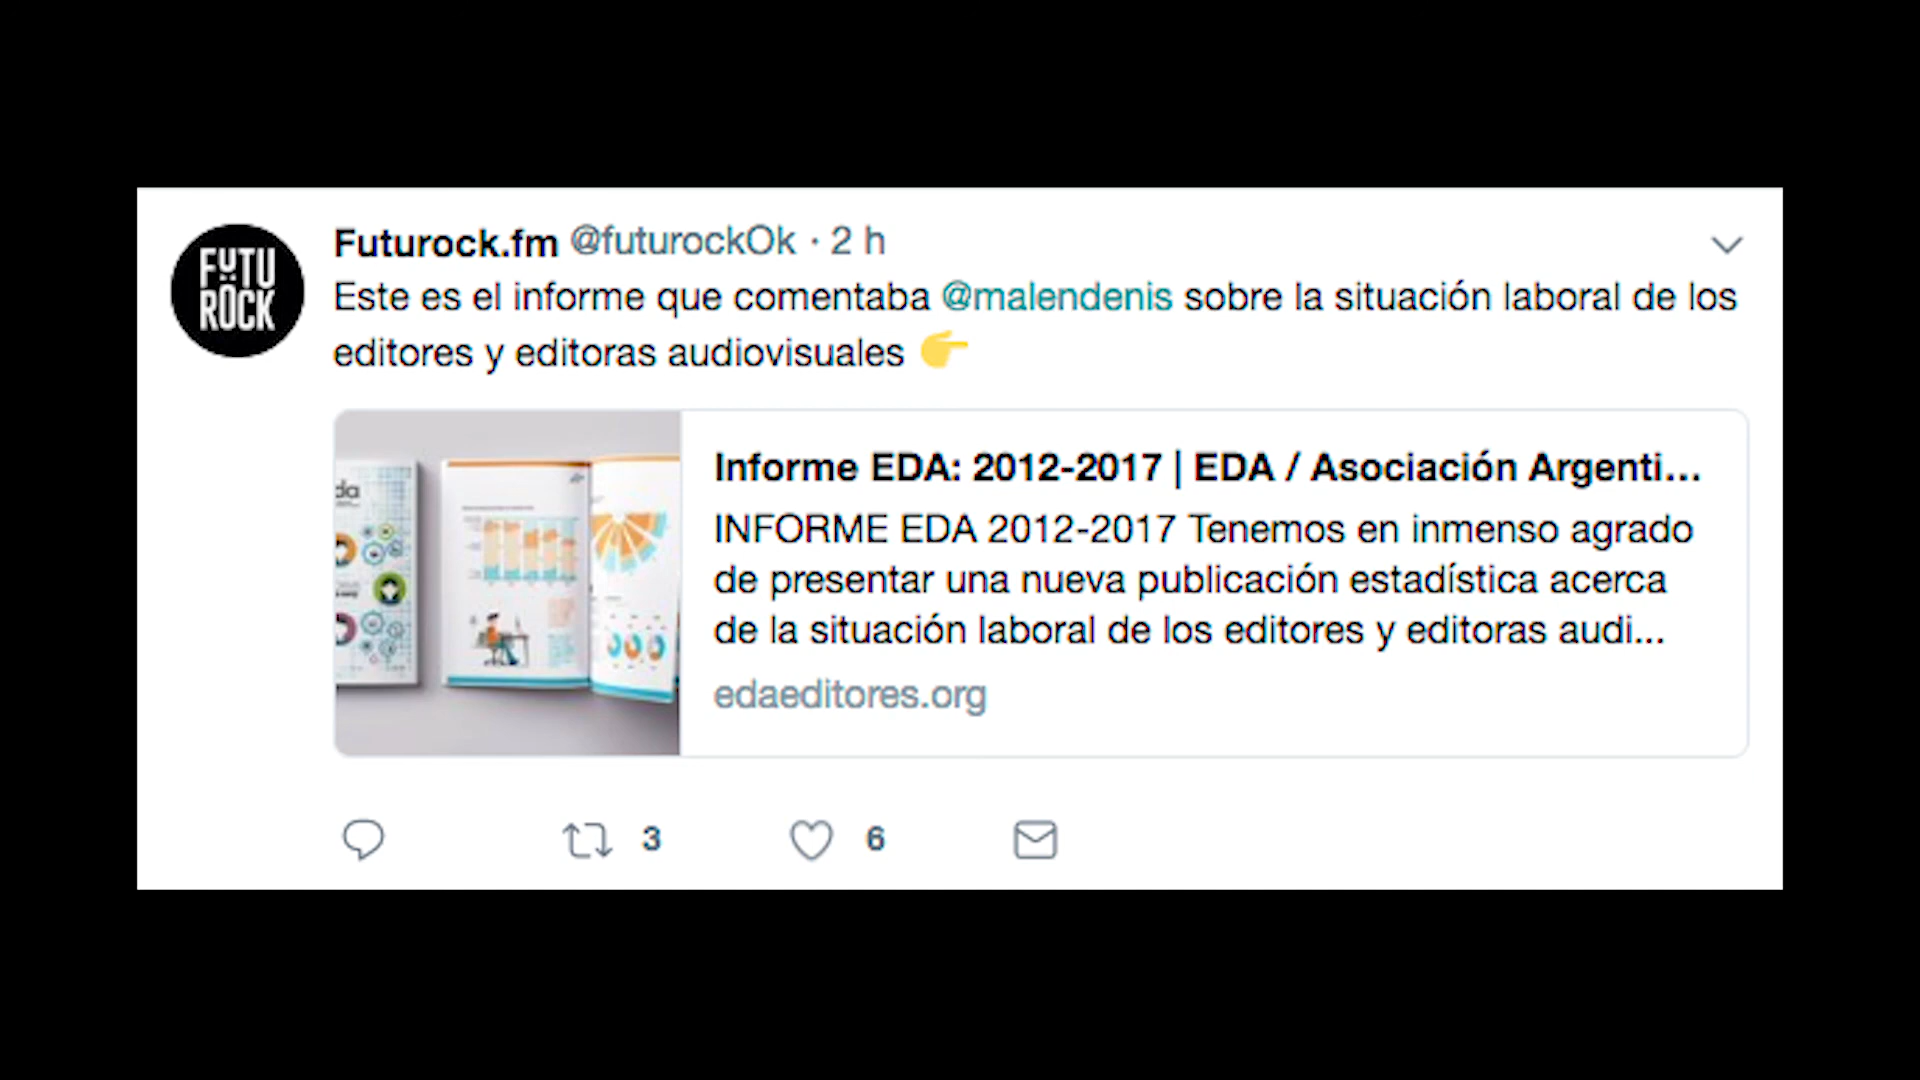 FUTU
ROCK
Futurock.fm @futurockOk · 2 h
Este es el informe que comentaba @malendenis sobre la situación laboral de los
editores y editoras audiovisuales 👉
da
Informe EDA: 2012-2017 | EDA / Asociación Argenti...
INFORME EDA 2012-2017 Tenemos en inmenso agrado
de presentar una nueva publicación estadística acerca
de la situación laboral de los editores y editoras audi...
edaeditores.org
3 6